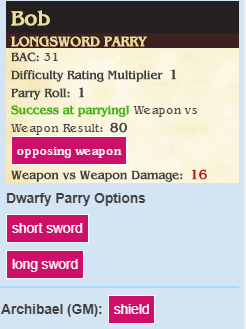 Bob
LONGSWORD PARRY
BAC: 31
Difficulty Rating Multiplier 1
Parry Roll: 1
Success at parrying! Weapon vs
Weapon Result: 80
opposing weapon
Weapon vs Weapon Damage: 16
Dwarfy Parry Options
short sword
long sword
Archibael (GM): shield